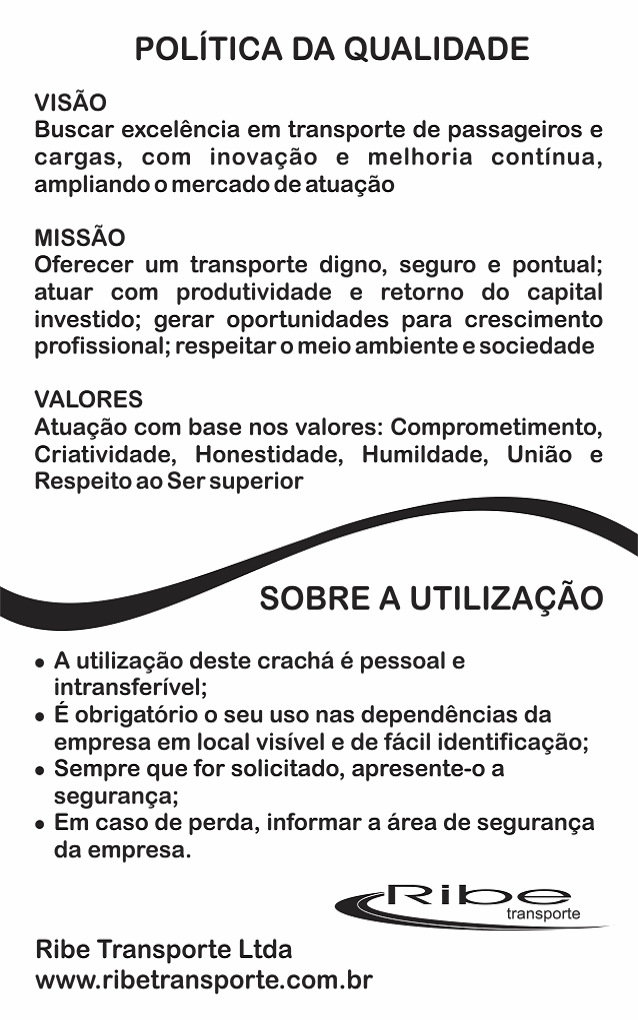 POLÍTICA DA QUALIDADE
VISÃO
Buscar excelência em transporte de passageiros e
cargas, com inovação e melhoria contínua,
ampliando o mercado de atuação
MISSÃO
Oferecer um transporte digno, seguro e pontual;
atuar com produtividade e retorno do capital
investido; gerar oportunidades para crescimento
profissional; respeitar o meio ambiente e sociedade
VALORES
Atuação com base nos valores: Comprometimento,
Criatividade, Honestidade, Humildade, União e
Respeito ao Ser superior
SOBRE A UTILIZAÇÃO
• A utilização deste crachá é pessoal e
intransferível;
• É obrigatório o seu uso nas dependências da
empresa em local visível e de fácil identificação;
• Sempre que for solicitado, apresente-o a
segurança;
• Em caso de perda, informar a área de segurança
da empresa.
Ribe
transporte
Ribe Transporte Ltda
www.ribetransporte.com.br